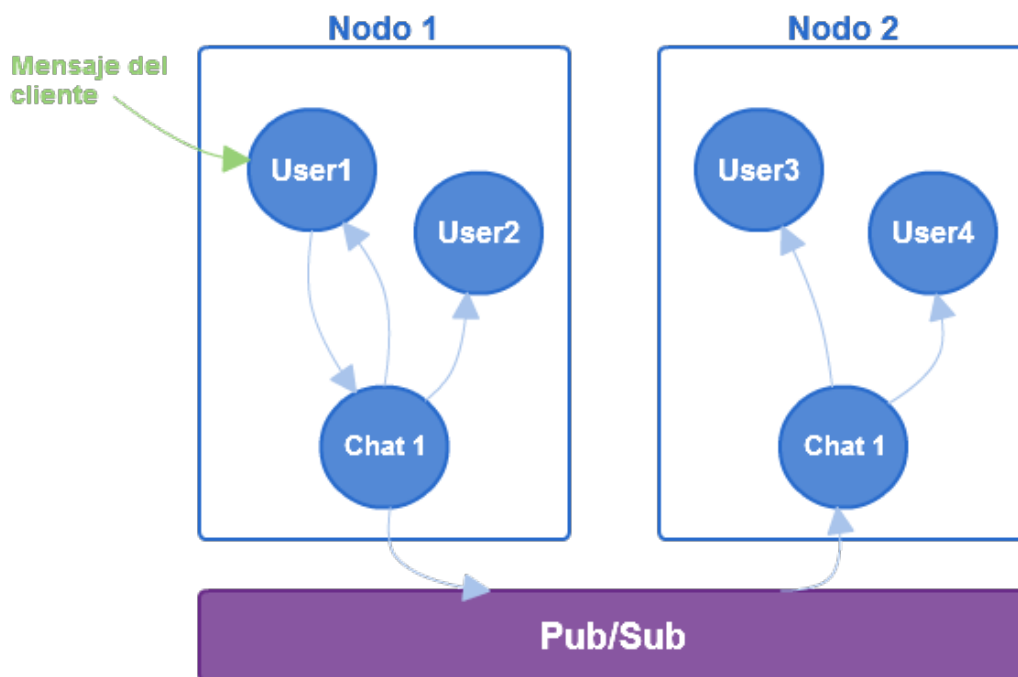 Nodo 1
Nodo 2
Mensaje del
cliente
User1
User2
User3
User4
Chat 1
Chat 1
Pub/Sub